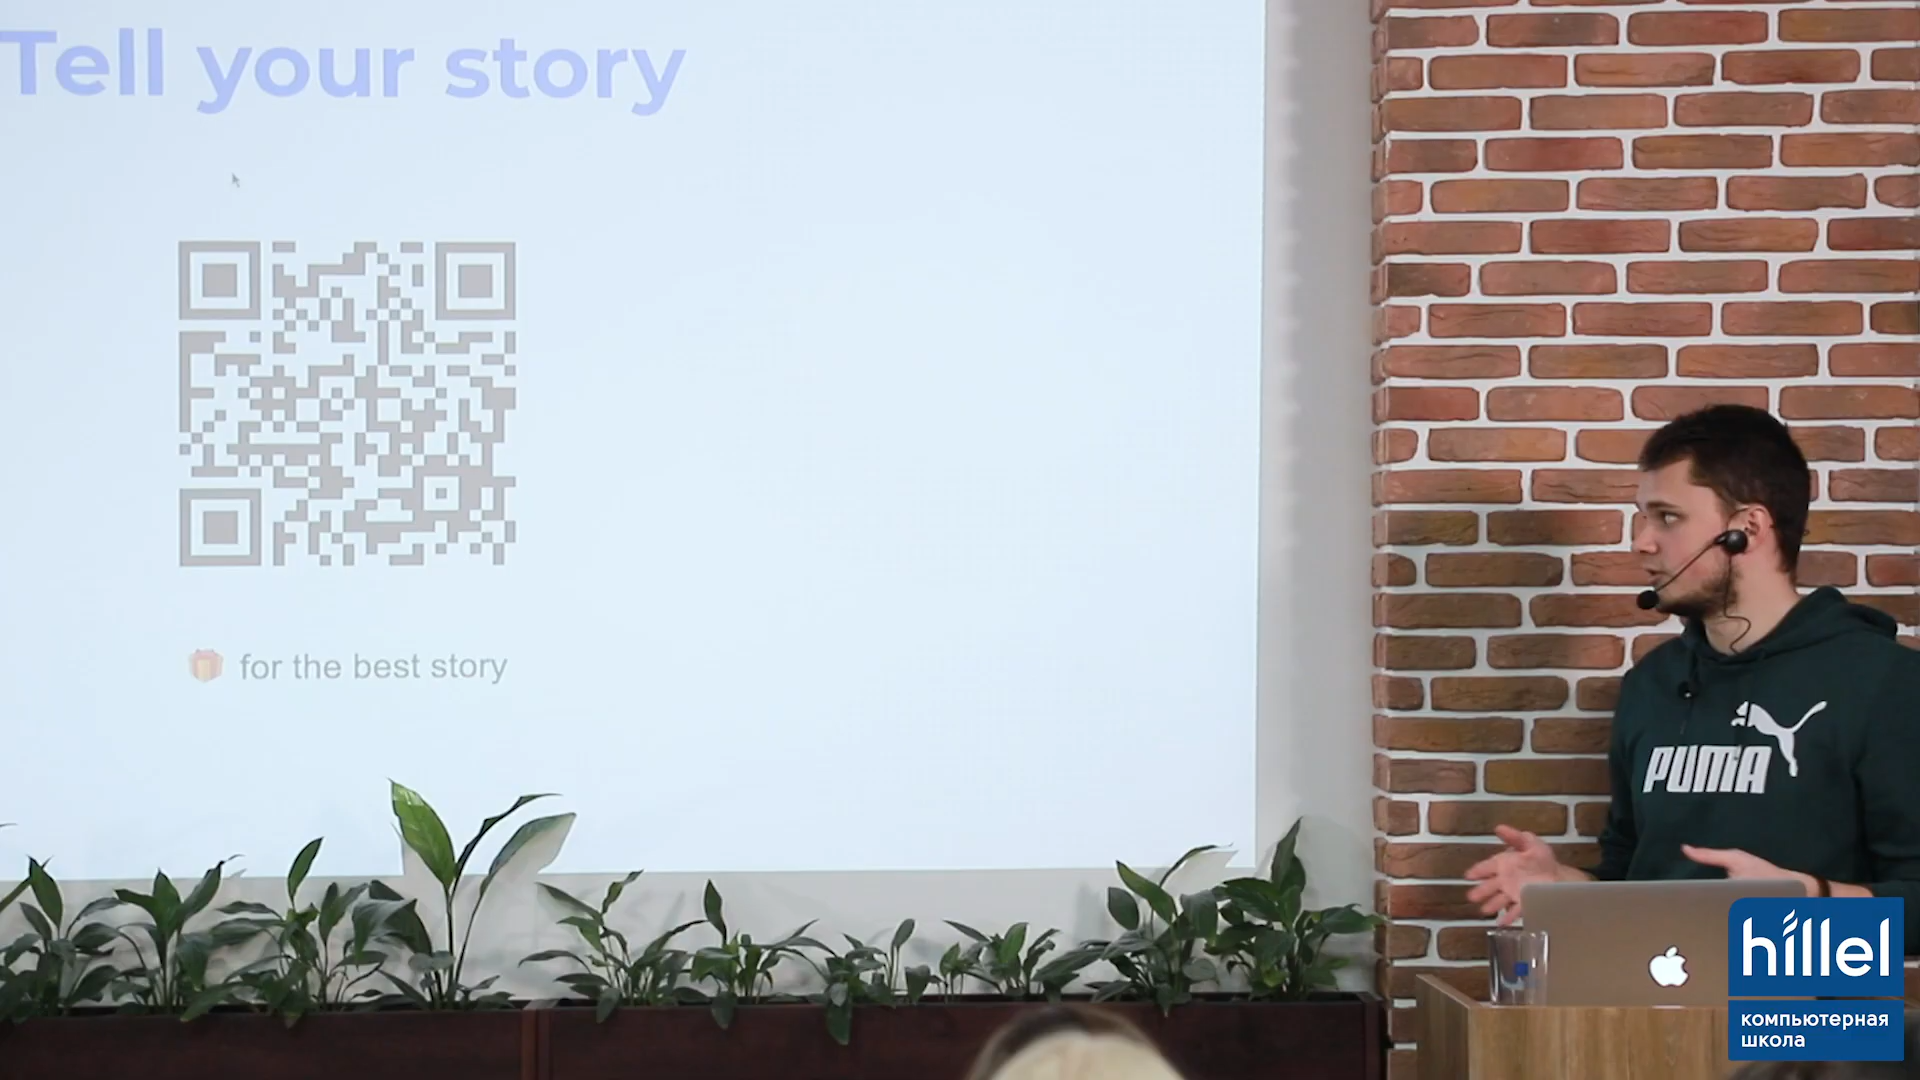 Tell your story
for the best story
PUMA
hillel
компьютерная
школа